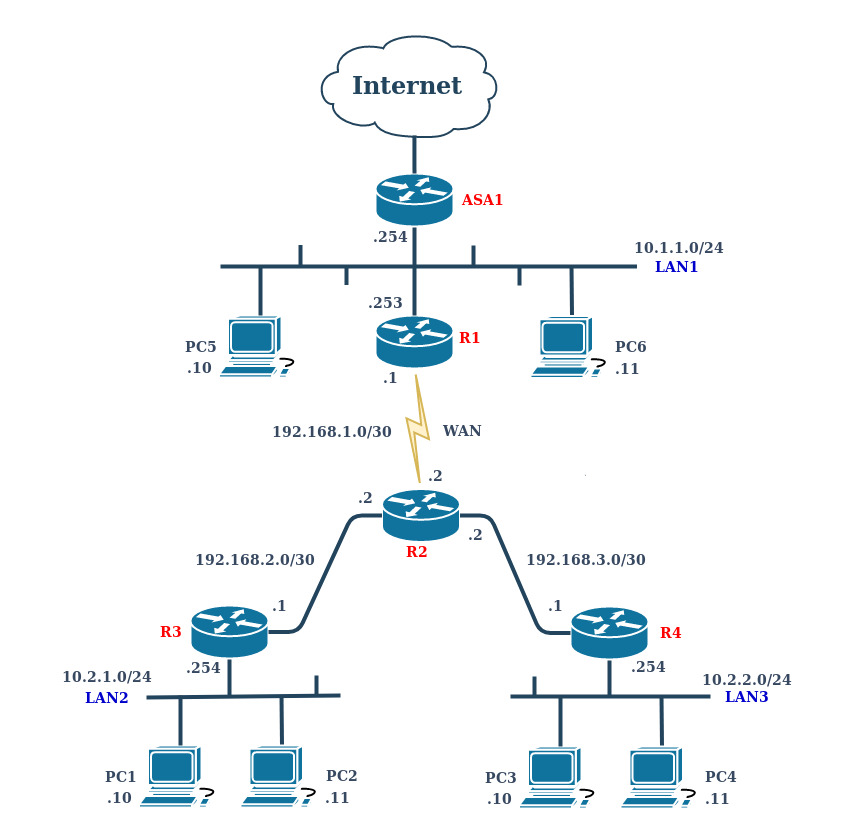 Internet
ASA1
.254
10.1.1.0/24
LAN1
.253
R1
PC5
.10
PC6
.11
.1
192.168.1.0/30
WAN
.2
.2
.2
R2
192.168.2.0/30
192.168.3.0/30
.1
.1
R3
R4
.254
.254
10.2.1.0/24
LAN2
10.2.2.0/24
LAN3
PC1
.10
PC2
.11
PC3
.10
PC4
.11